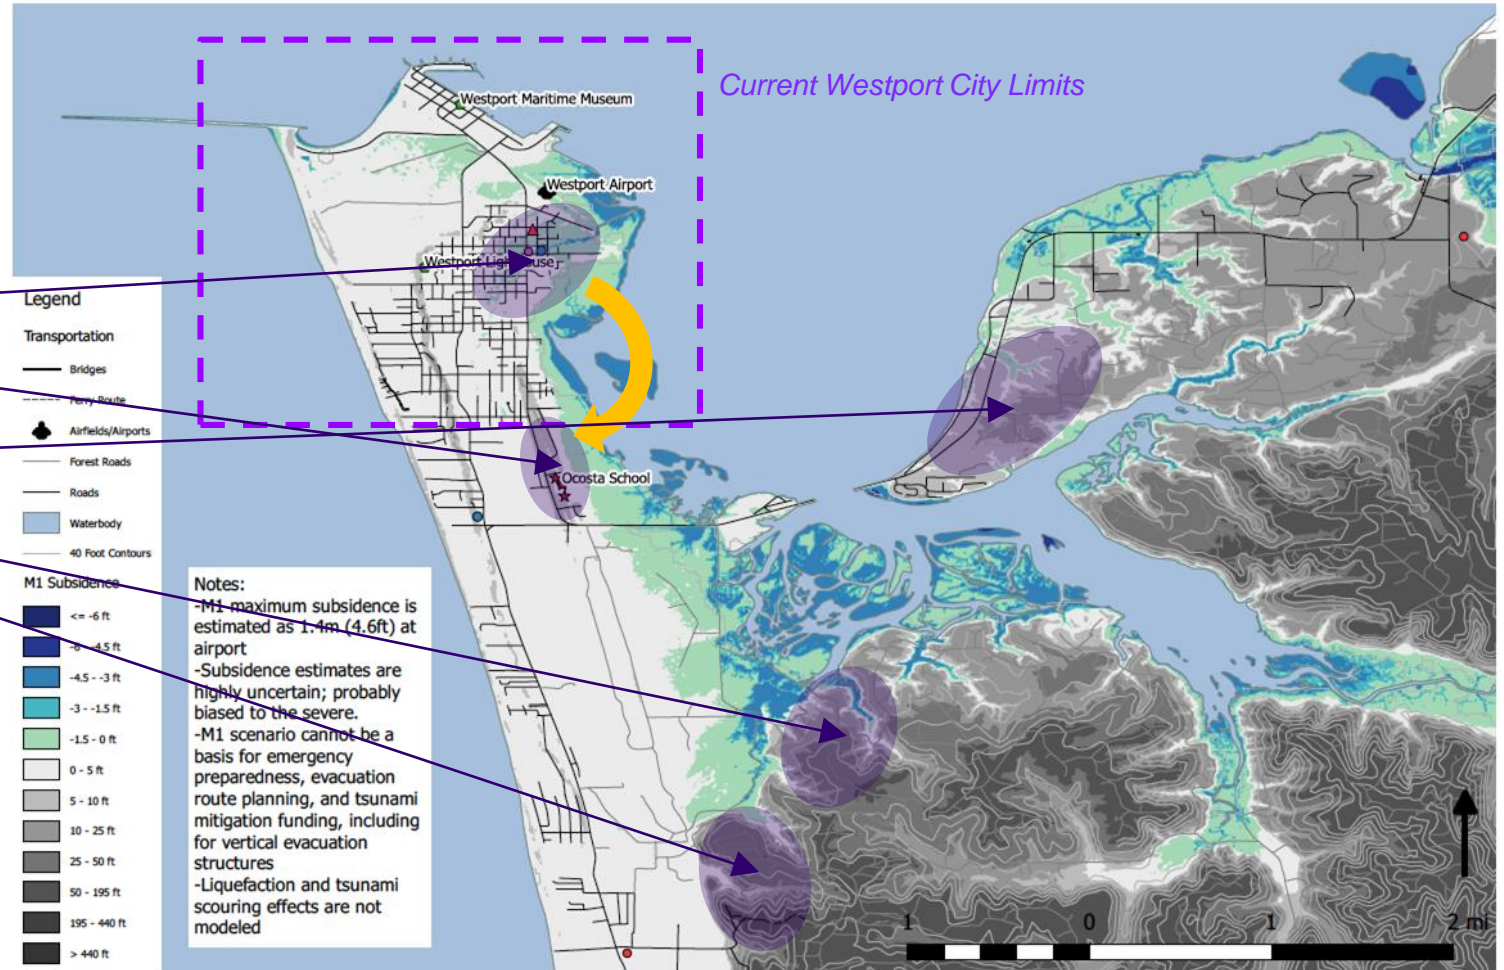 Current Westport City Limits
Westport Maritime Museum
Westport Airport
Westport Lighthouse
Ocosta School
Legend
Transportation
Bridges
Ferry Route
Airfields/Airports
Forest Roads
Roads
Waterbody
40 Foot Contours
M1 Subsidence
<= -6 ft
-6 - -4.5 ft
-4.5 - -3 ft
-3 - -1.5 ft
-1.5 - 0 ft
0 - 5 ft
5 - 10 ft
10 - 25 ft
25 - 50 ft
50 - 195 ft
195 - 440 ft
> 440 ft
Notes:
-M1 maximum subsidence is
estimated as 1.4m (4.6ft) at
airport
-Subsidence estimates are
highly uncertain; probably
biased to the severe.
-M1 scenario cannot be a
basis for emergency
preparedness, evacuation
route planning, and tsunami
mitigation funding, including
for vertical evacuation
structures
-Liquefaction and tsunami
scouring effects are not
modeled
1 0 1 2 mi